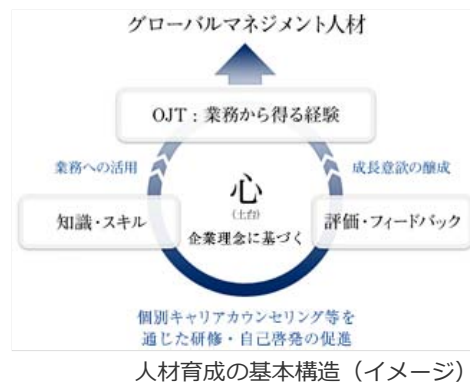 グローバルマネジメント人材
OJT：業務から得る経験
業務への活用
成長意欲の醸成
心
(土台)
企業理念に基づく
知識・スキル
評価・フィードバック
個別キャリアカウンセリング等を
通じた研修・自己啓発の促進
人材育成の基本構造（イメージ）